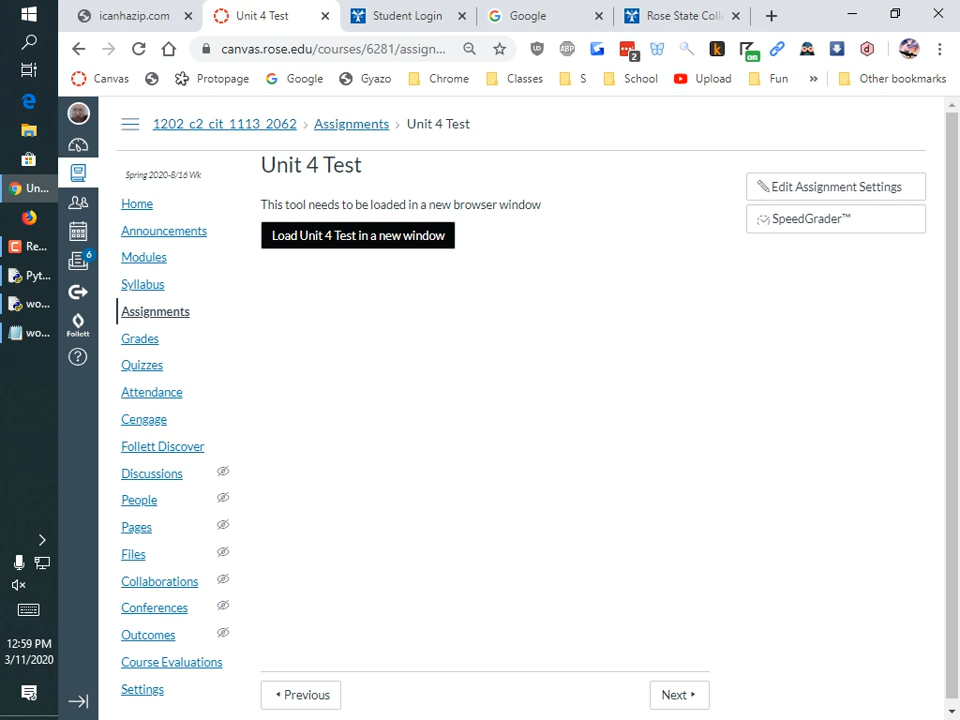 icanhazip.com
Unit 4 Test
Student Login
Google
Rose State Coll
canvas.rose.edu/courses/6281/assign...
2
on
Canvas
Protopage
Google
Gyazo
Chrome
Classes
S
School
Upload
Fun
»
Other bookmarks
1202_c2_cit_1113_2062 › Assignments › Unit 4 Test
Spring 2020-8/16 Wk
Home
Announcements
Modules
Syllabus
Assignments
Grades
Quizzes
Attendance
Cengage
Follett Discover
Discussions
People
Pages
Files
Collaborations
Conferences
Outcomes
Course Evaluations
Settings
Unit 4 Test
This tool needs to be loaded in a new browser window
Load Unit 4 Test in a new window
Edit Assignment Settings
SpeedGrader™
Previous
Next
6
Follett
Un...
Re...
Pyt...
wo...
wo...
12:59 PM
3/11/2020